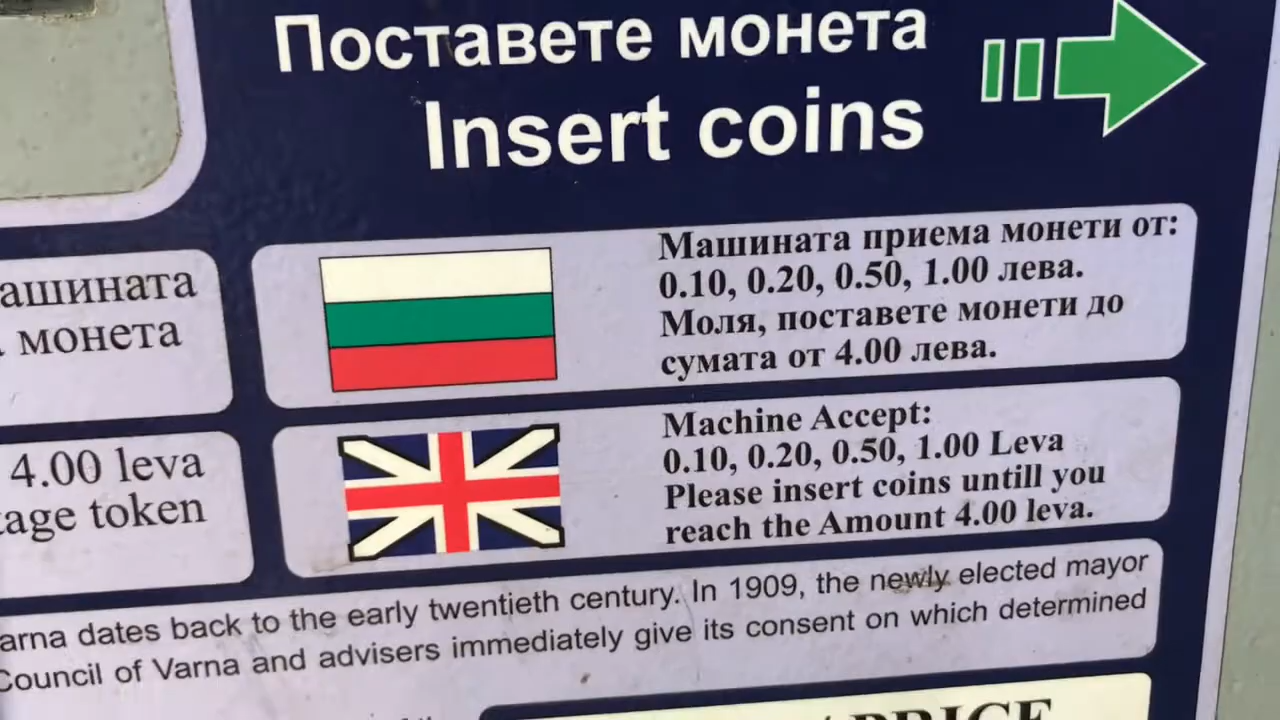 Поставете монета
Insert coins
монета
4.00 leva
token
Машината приема монети от:
0.10, 0.20, 0.50, 1.00 лева.
Моля, поставете монети до
сумата от 4.00 лева.
Machine Accept:
0.10, 0.20, 0.50, 1.00 Leva
Please insert coins untill you
reach the Amount 4.00 leva.
dates back to the early twentieth century. In 1909, the newly elected mayor
Council of Varna and advisers immediately give its consent on which determined
PRICE